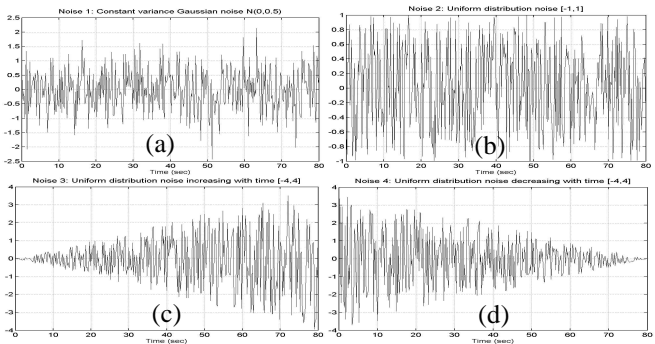 Noise 1: Constant variance Gaussian noise N(0,0.5)
2.5
2
1.5
1
0.5
0
-0.5
-1
-1.5
-2
-2.5
0 10 20 30 40 50 60 70 80
Time (sec)
(a)
Noise 2: Uniform distribution noise [-1,1]
1
0.8
0.6
0.4
0.2
0
-0.2
-0.4
-0.6
-0.8
-1
0 10 20 30 40 50 60 70 80
Time (sec)
(b)
Noise 3: Uniform distribution noise increasing with time [-4,4]
4
3
2
1
0
-1
-2
-3
-4
0 10 20 30 40 50 60 70 80
Time (sec)
(c)
Noise 4: Uniform distribution noise decreasing with time [-4,4]
4
3
2
1
0
-1
-2
-3
-4
0 10 20 30 40 50 60 70 80
Time (sec)
(d)